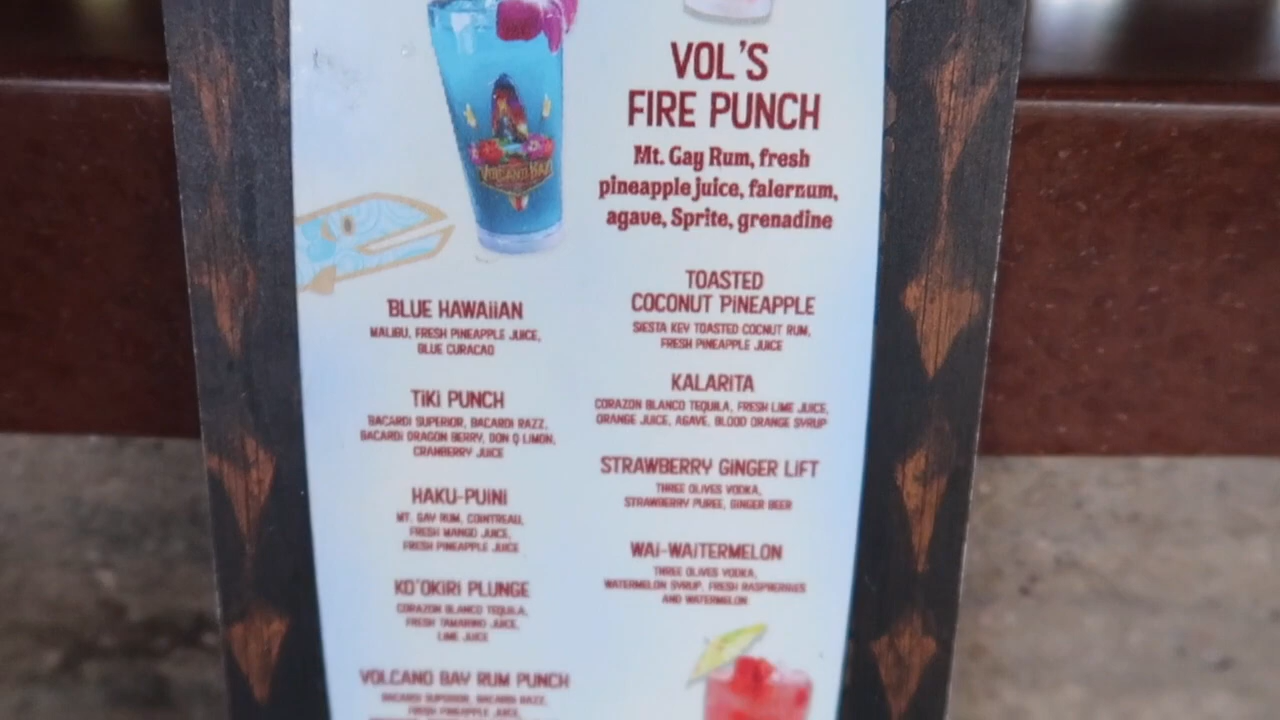 VOLCANO BAY
BLUE HAWAiiAN
MALIBU, FRESH PINEAPPLE JUICE,
BLUE CURACAO
TiKi PUNCH
BACARDI SUPERIOR, BACARDI RAZZ,
BACARDI DRAGON BERRY, DON Q LIMON,
CRANBERRY JUICE
HAKU-PUiNi
MT. GAY RUM, COINTREAU,
FRESH MANGO JUICE,
FRESH PINEAPPLE JUICE
KO'OKiRi PLUNGE
CORAZON BLANCO TEQUILA,
FRESH TAMARIND JUICE,
LIME JUICE
VOLCANO BAY RUM PUNCH
BACARDI SUPERIOR, BACARDI RAZZ,
FRESH PINEAPPLE JUICE,
VOL'S
FIRE PUNCH
Mt. Gay Rum, fresh
pineapple juice, falernum,
agave, Sprite, grenadine
TOASTED
COCONUT PiNEAPPLE
SIESTA KEY TOASTED COCNUT RUM,
FRESH PINEAPPLE JUICE
KALARiTA
CORAZON BLANCO TEQUILA, FRESH LIME JUICE,
ORANGE JUICE, AGAVE, BLOOD ORANGE SYRUP
STRAWBERRY GiNGER LiFT
THREE OLIVES VODKA,
STRAWBERRY PUREE, GINGER BEER
WAi-WAiTERMELON
THREE OLIVES VODKA,
WATERMELON SYRUP, FRESH RASPBERRIES
AND WATERMELON